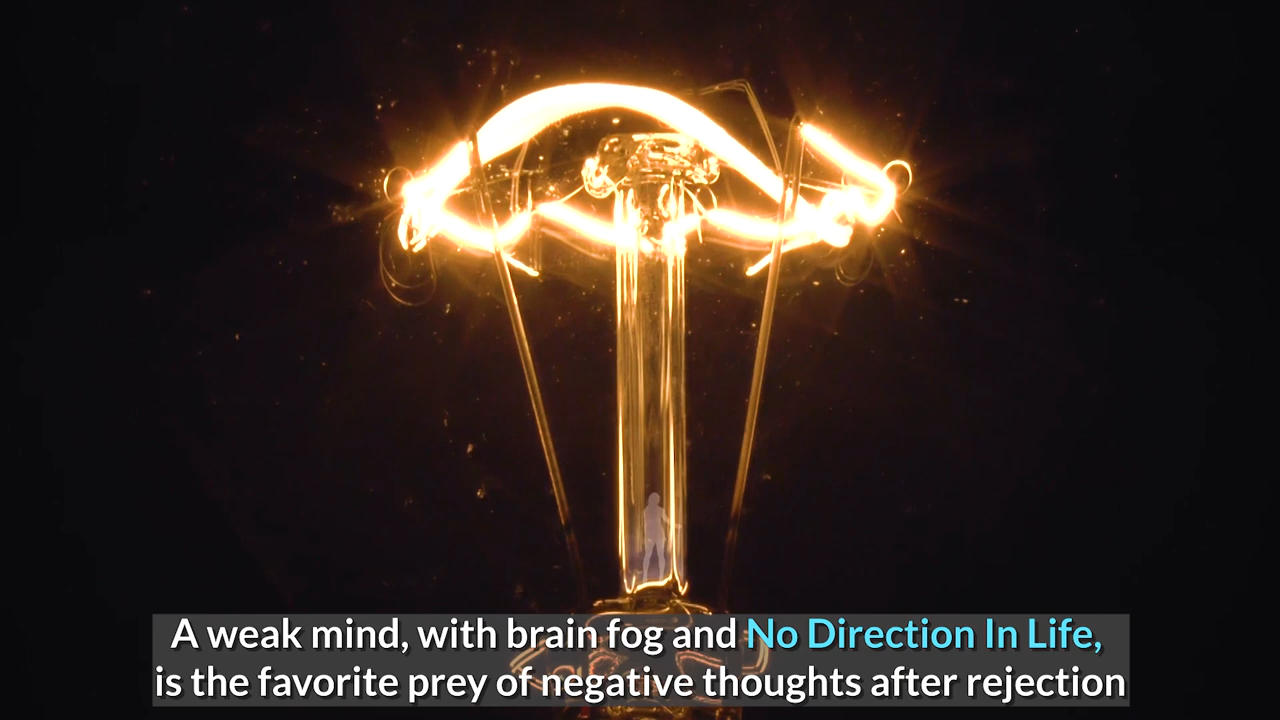 A weak mind, with brain fog and No Direction In Life,
is the favorite prey of negative thoughts after rejection